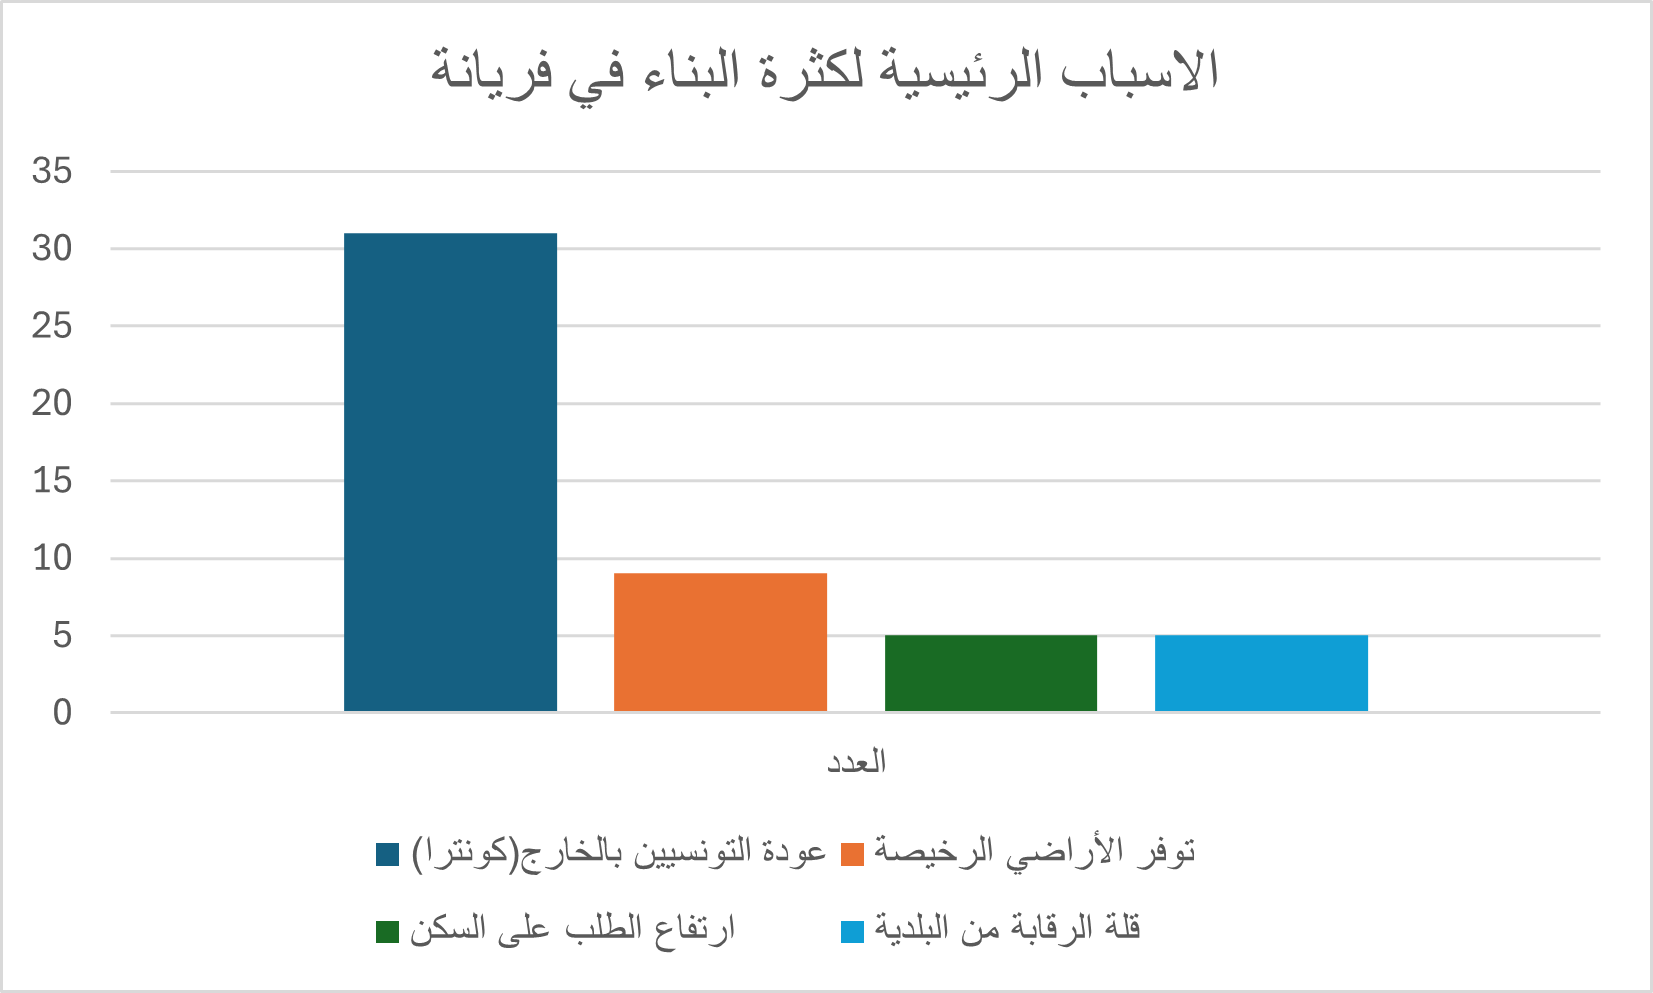 الاسباب الرئيسية لكثرة البناء في فريانة
35
30
25
20
15
10
5
0
العدد
عودة التونسيين بالخارج(كونترا)
توفر الأراضي الرخيصة
ارتفاع الطلب على السكن
قلة الرقابة من البلدية